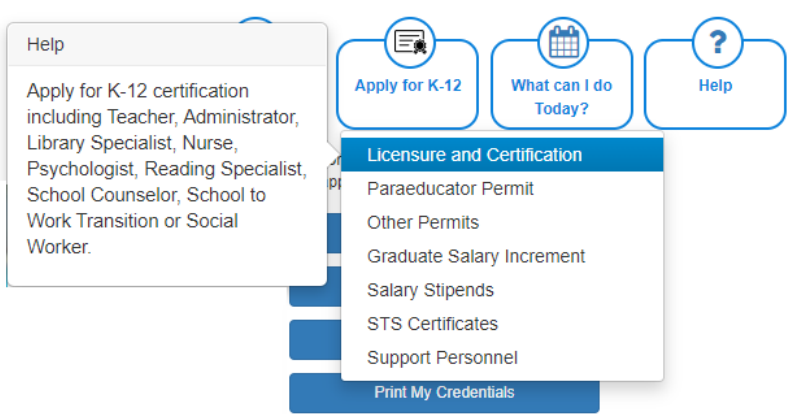 Help
Apply for K-12 certification
including Teacher, Administrator,
Library Specialist, Nurse,
Psychologist, Reading Specialist,
School Counselor, School to
Work Transition or Social
Worker.
Apply for K-12
What can I do
Today?
?
Help
Licensure and Certification
Paraeducator Permit
Other Permits
Graduate Salary Increment
Salary Stipends
STS Certificates
Support Personnel
Print My Credentials